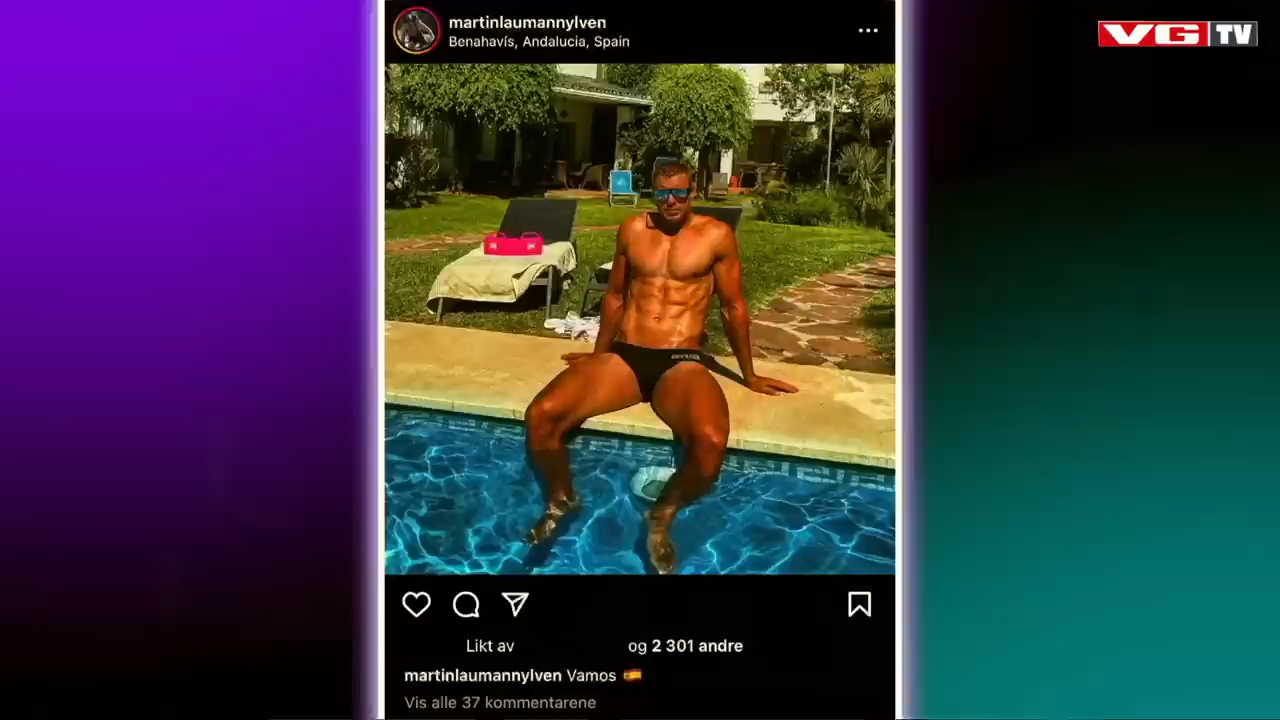 martinlaumannylven
Benahavís, Andalucia, Spain
VG TV
Likt av og 2 301 andre
martinlaumannylven Vamos 🇪🇸
Vis alle 37 kommentarene